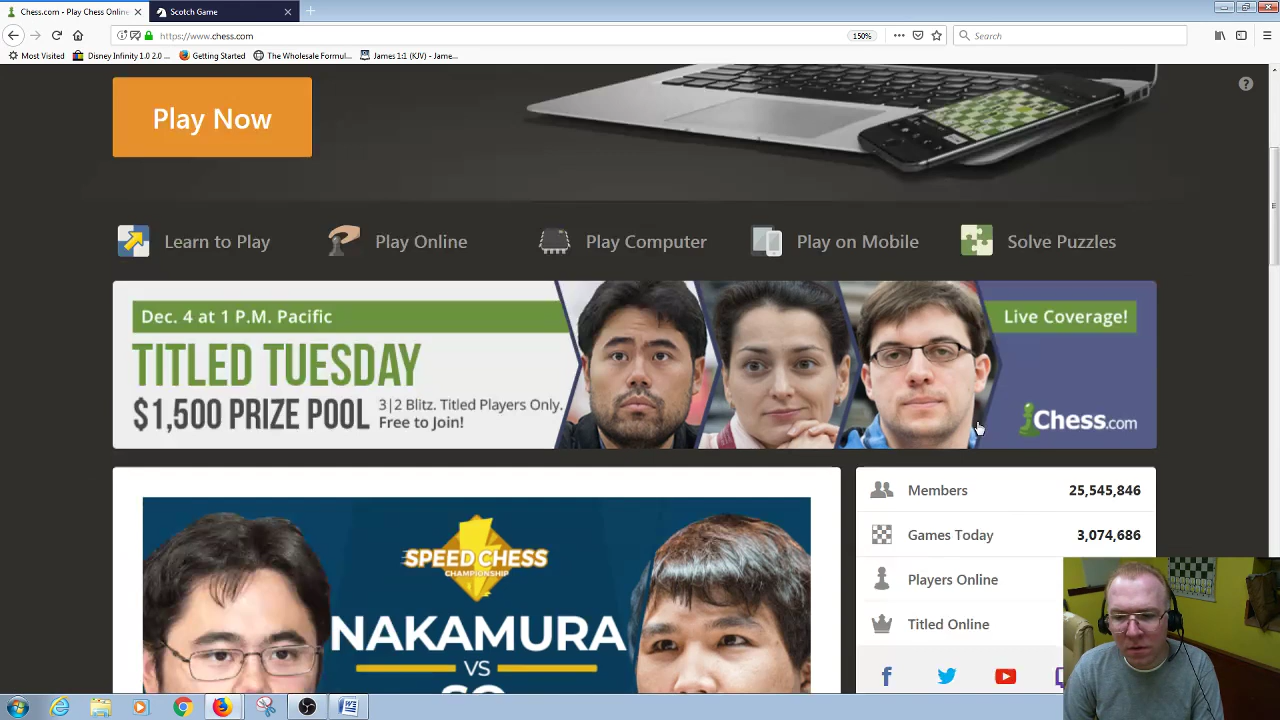 Chess.com - Play Chess Online
Scotch Game
https://www.chess.com
150%
Search
Most Visited
Disney Infinity 1.0 2.0 ...
Getting Started
The Wholesale Formul...
James 1:1 (KJV) - Jame...
Play Now
Learn to Play
Play Online
Play Computer
Play on Mobile
Solve Puzzles
Dec. 4 at 1 P.M. Pacific
Live Coverage!
TITLED TUESDAY
$1,500 PRIZE POOL
3|2 Blitz. Titled Players Only.
Free to Join!
Chess.com
Members 25,545,846
Games Today 3,074,686
Players Online
Titled Online
SPEED CHESS
CHAMPIONSHIP
NAKAMURA
VS
SO